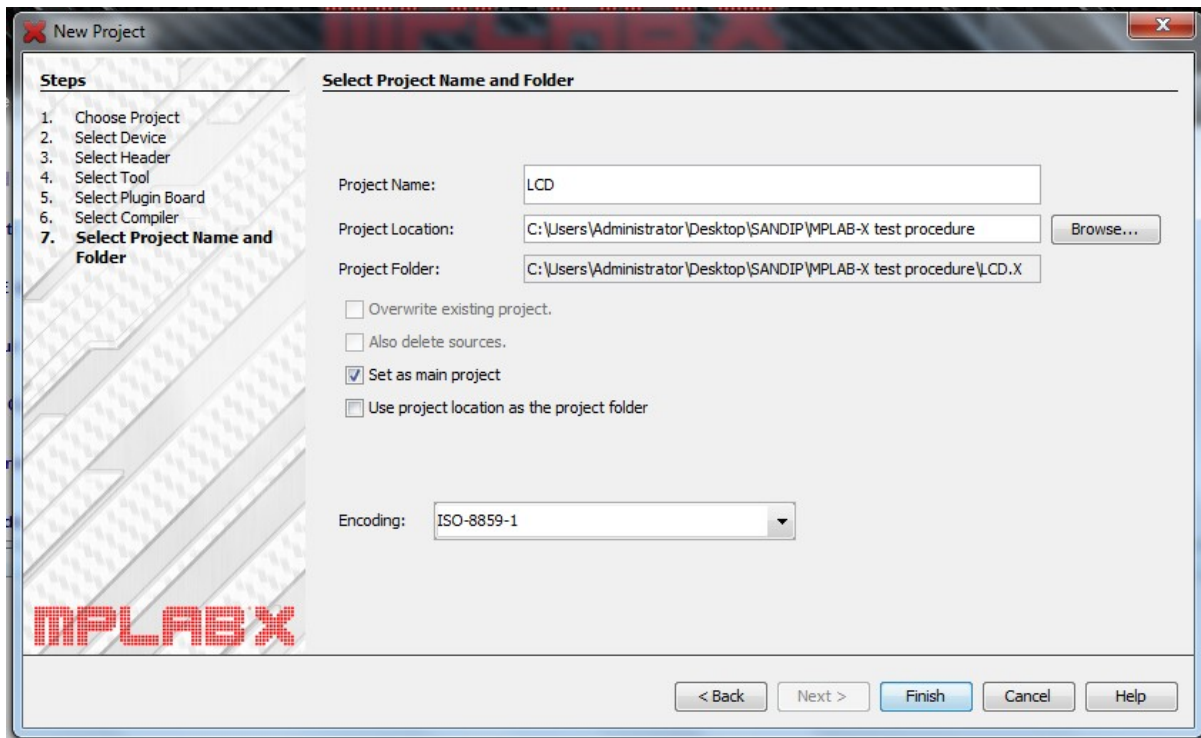 New Project
Steps
1. Choose Project
2. Select Device
3. Select Header
4. Select Tool
5. Select Plugin Board
6. Select Compiler
7. Select Project Name and
Folder
MPLAB X
Select Project Name and Folder
Project Name: LCD
Project Location: C:\Users\Administrator\Desktop\SANDIP\MPLAB-X test procedure Browse...
Project Folder: C:\Users\Administrator\Desktop\SANDIP\MPLAB-X test procedure\LCD.X
Overwrite existing project.
Also delete sources.
Set as main project
Use project location as the project folder
Encoding: ISO-8859-1
< Back Next > Finish Cancel Help